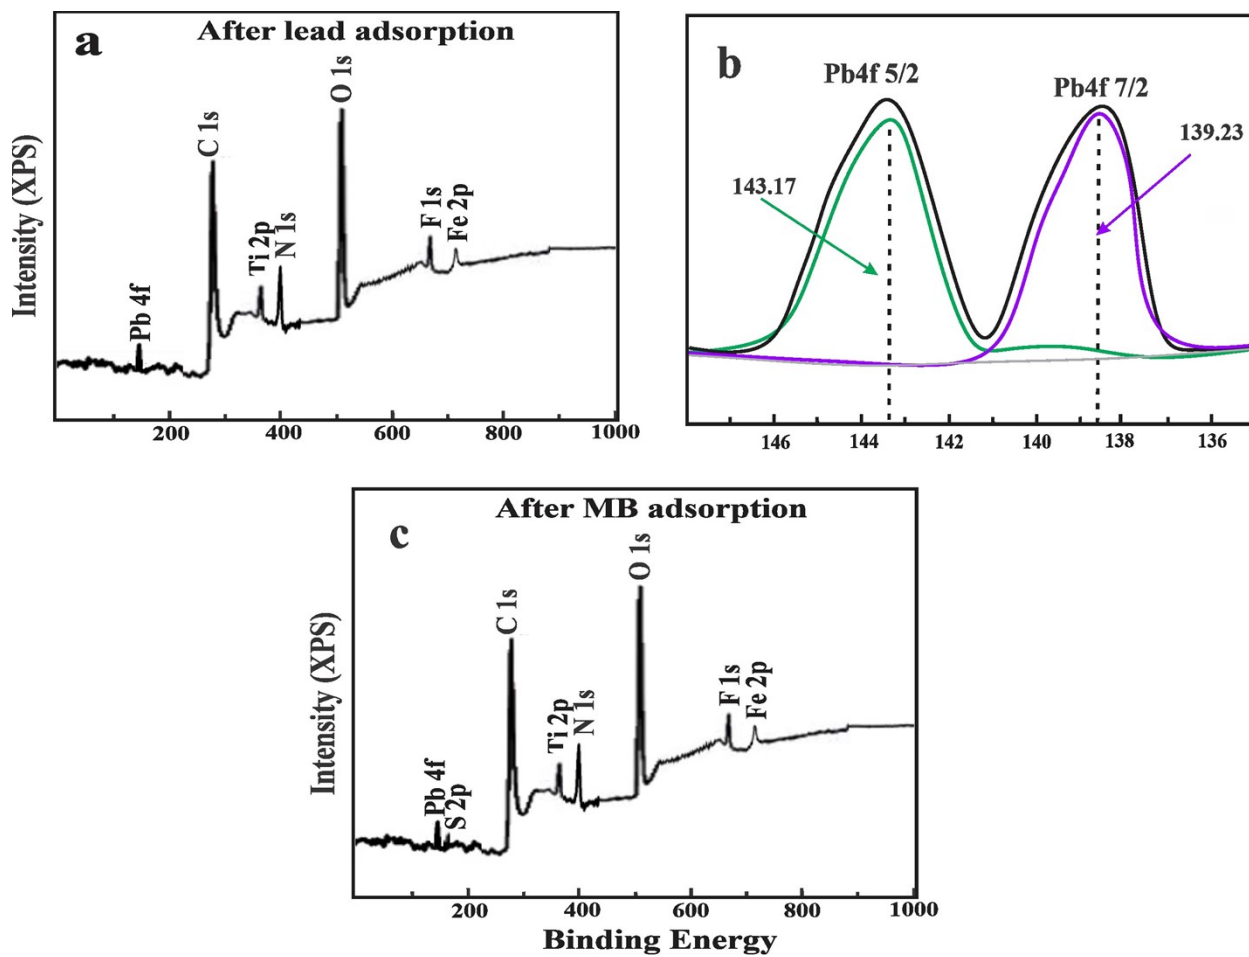 a
After lead adsorption
Intensity (XPS)
Pb 4f
C 1s
Ti 2p
N 1s
O 1s
F 1s
Fe 2p
200 400 600 800 1000
b
Pb4f 5/2
Pb4f 7/2
143.17
139.23
146 144 142 140 138 136
After MB adsorption
c
Intensity (XPS)
Pb 4f
S 2p
C 1s
Ti 2p
N 1s
O 1s
F 1s
Fe 2p
200 400 600 800 1000
Binding Energy